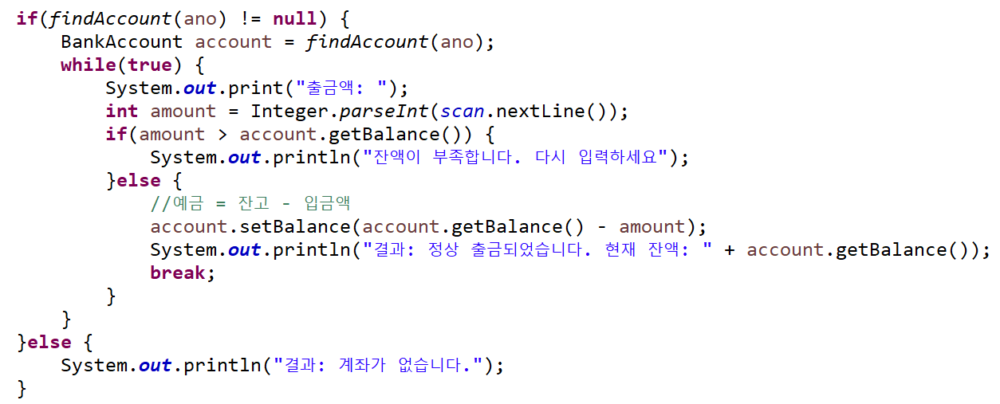 if(findAccount(ano) != null) {
    BankAccount account = findAccount(ano);
    while(true) {
        System.out.print("출금액: ");
        int amount = Integer.parseInt(scan.nextLine());
        if(amount > account.getBalance()) {
            System.out.println("잔액이 부족합니다. 다시 입력하세요");
        }else {
            //예금 = 잔고 - 입금액
            account.setBalance(account.getBalance() - amount);
            System.out.println("결과: 정상 출금되었습니다. 현재 잔액: " + account.getBalance());
            break;
        }
    }
}else {
    System.out.println("결과: 계좌가 없습니다.");
}